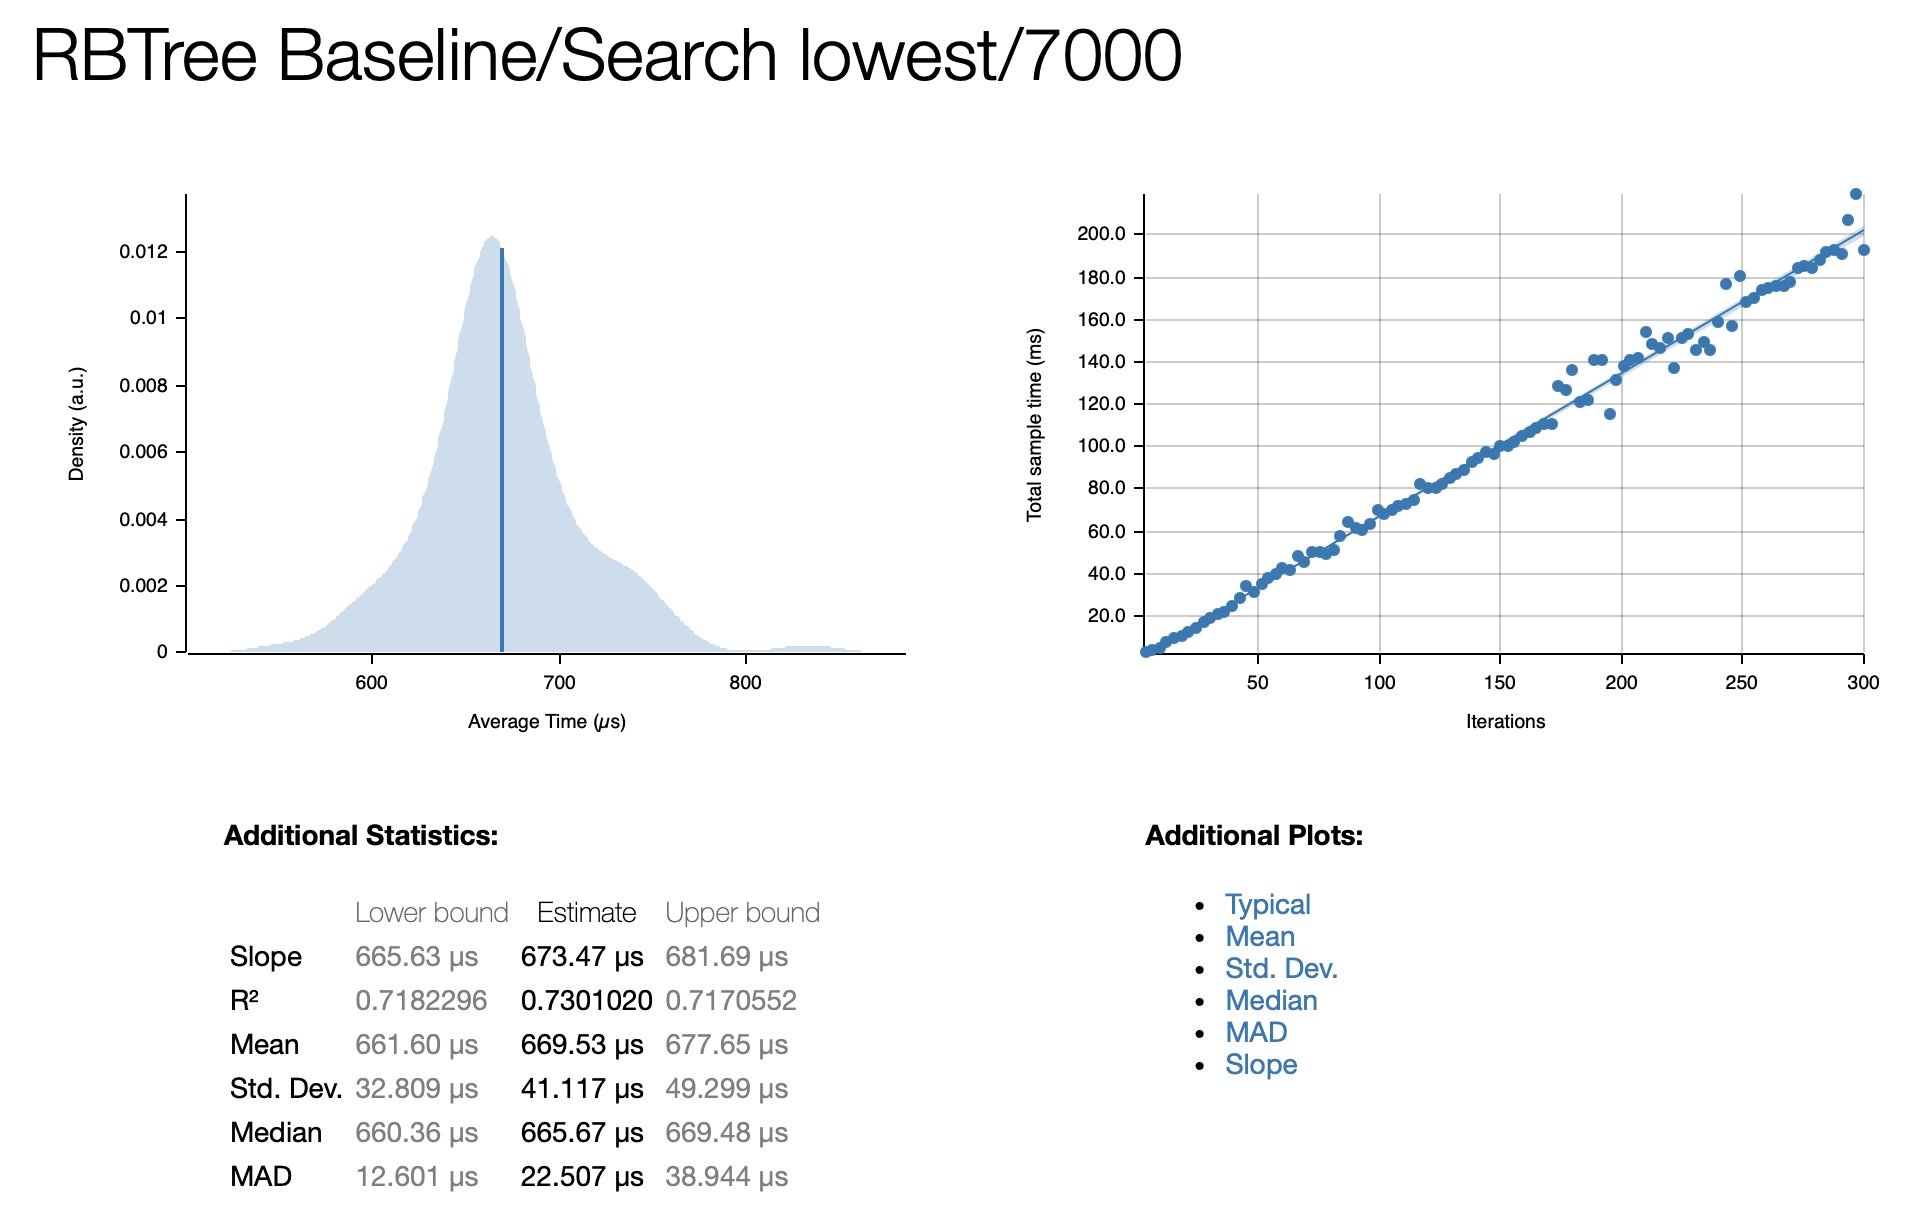 RBTree Baseline/Search lowest/7000
Density (a.u.)
0.012
0.01
0.008
0.006
0.004
0.002
0
600 700 800
Average Time (µs)
Total sample time (ms)
200.0
180.0
160.0
140.0
120.0
100.0
80.0
60.0
40.0
20.0
50 100 150 200 250 300
Iterations
Additional Statistics:
Lower bound Estimate Upper bound
Slope 665.63 µs 673.47 µs 681.69 µs
R² 0.7182296 0.7301020 0.7170552
Mean 661.60 µs 669.53 µs 677.65 µs
Std. Dev. 32.809 µs 41.117 µs 49.299 µs
Median 660.36 µs 665.67 µs 669.48 µs
MAD 12.601 µs 22.507 µs 38.944 µs
Additional Plots:
• Typical
• Mean
• Std. Dev.
• Median
• MAD
• Slope